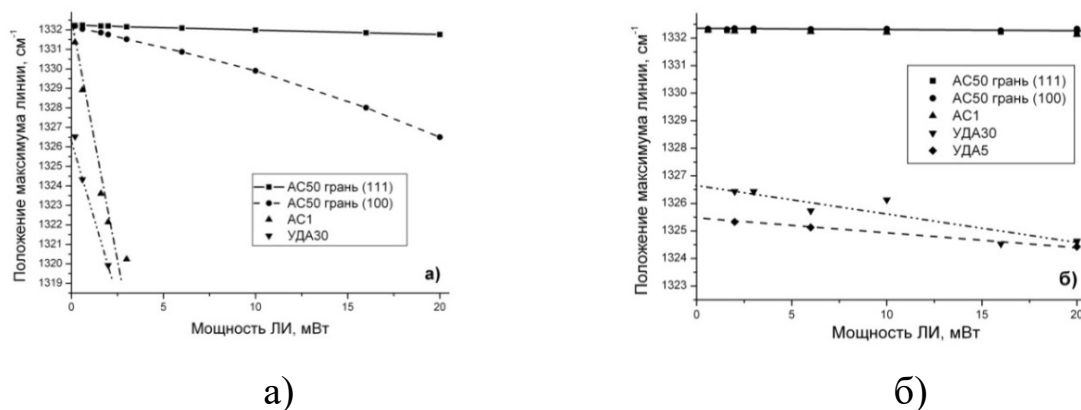 Положение максимума линии, см⁻¹
1332
1331
1330
1329
1328
1327
1326
1325
1324
1323
1322
1321
1320
1319
0
5
10
15
20
Мощность ЛИ, мВт
АС50 грань (111)
АС50 грань (100)
АС1
УДА30
а)
а)
Положение максимума линии, см⁻¹
1332
1330
1329
1328
1327
1326
1325
1324
1323
0
5
10
15
20
Мощность ЛИ, мВт
АС50 грань (111)
АС50 грань (100)
АС1
УДА30
УДА5
б)
б)